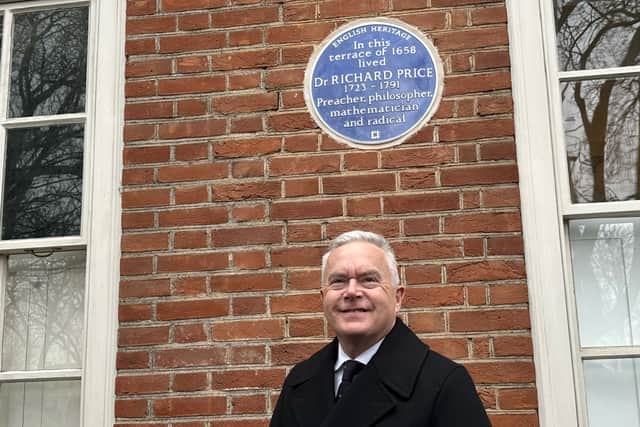 ENGLISH HERITAGE
In this
terrace of 1658
lived
Dr RICHARD PRICE
1723 - 1791
Preacher, philosopher,
mathematician
and radical